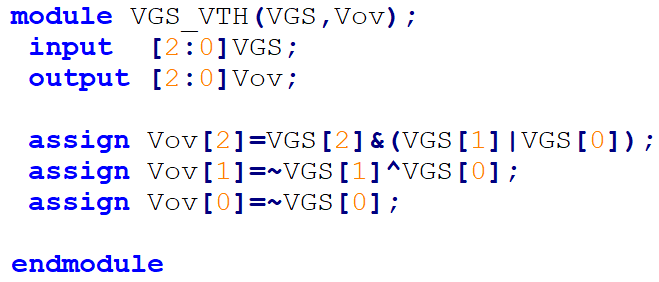 module VGS_VTH(VGS,Vov);
input [2:0]VGS;
output [2:0]Vov;
assign Vov[2]=VGS[2]&(VGS[1]|VGS[0]);
assign Vov[1]=~VGS[1]^VGS[0];
assign Vov[0]=~VGS[0];
endmodule